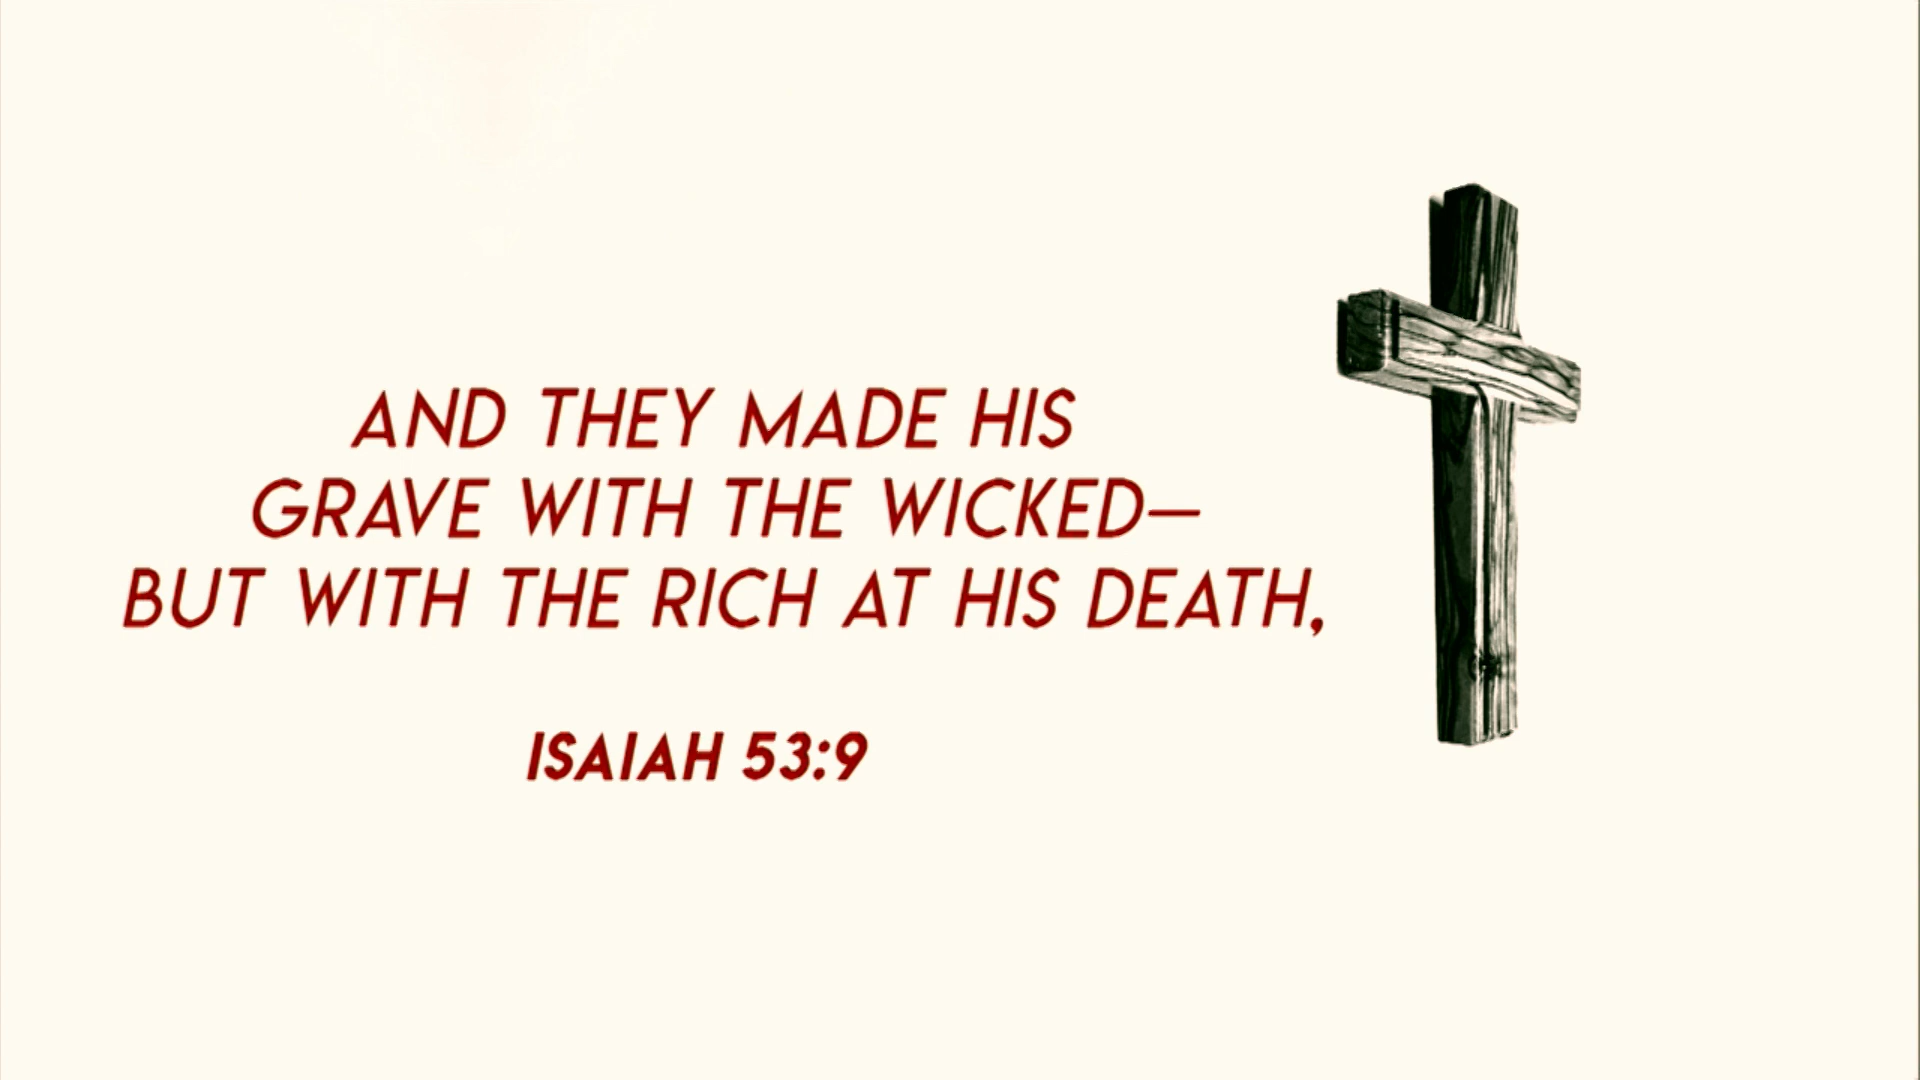 AND THEY MADE HIS
GRAVE WITH THE WICKED—
BUT WITH THE RICH AT HIS DEATH,
ISAIAH 53:9